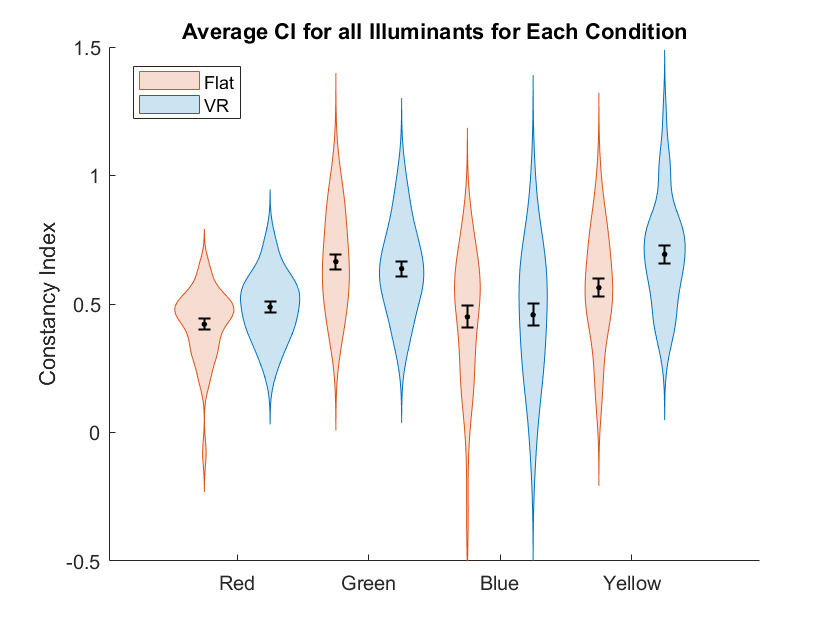 Average CI for all Illuminants for Each Condition
1.5
Flat
VR
1
Constancy Index
0.5
0
-0.5
Red Green Blue Yellow